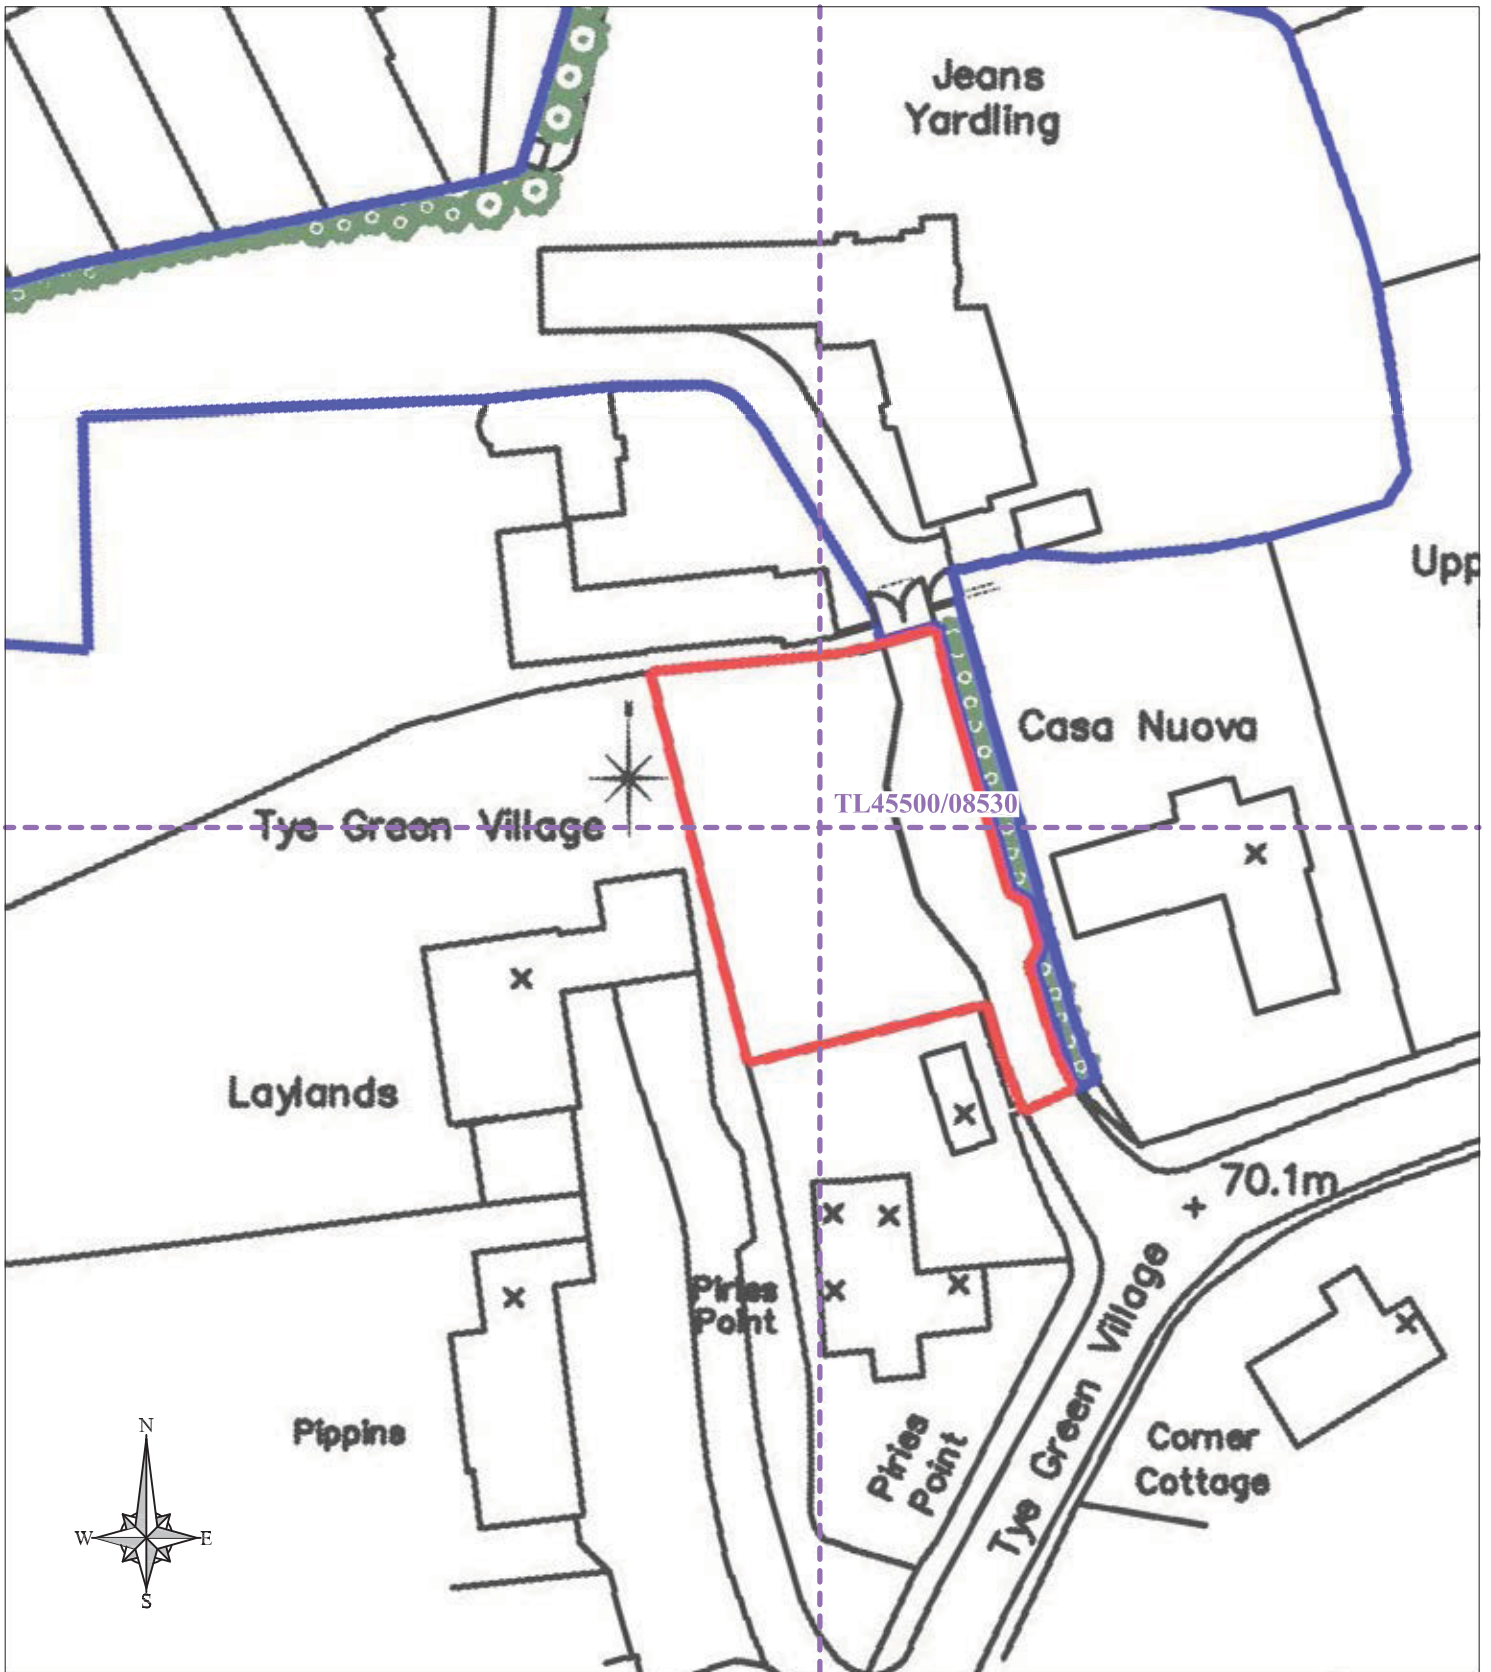 Jeans
Yardling
Upp
Casa Nuova
TL45500/08530
Tye Green Village
Laylands
70.1m
Piries
Point
Pippins
Piries
Point
Tye Green Village
Corner
Cottage
N
W
E
S